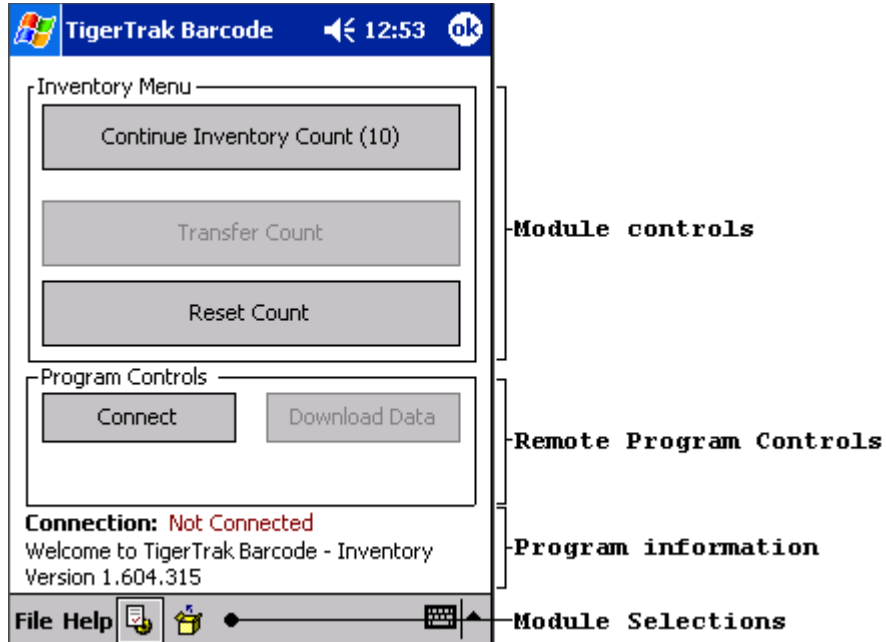 TigerTrak Barcode 12:53 ok
Inventory Menu
Continue Inventory Count (10)
Transfer Count
Module controls
Reset Count
Program Controls
Connect Download Data
Remote Program Controls
Connection: Not Connected
Welcome to TigerTrak Barcode - Inventory
Program information
Version 1.604.315
File Help
Module Selections